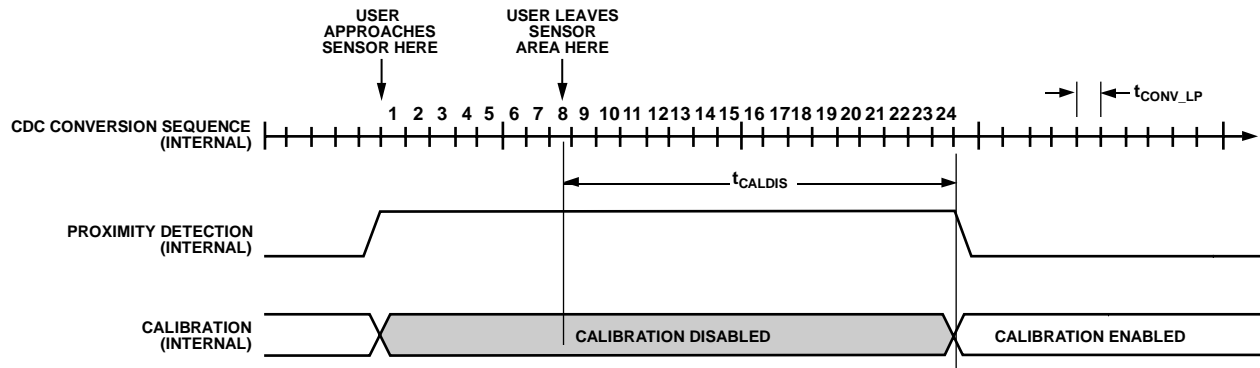 USER
APPROACHES
SENSOR HERE
USER LEAVES
SENSOR
AREA HERE
t_CONV_LP
1 2 3 4 5 6 7 8 9 10 11 12 13 14 15 16 17 18 19 20 21 22 23 24
CDC CONVERSION SEQUENCE
(INTERNAL)
t_CALDIS
PROXIMITY DETECTION
(INTERNAL)
CALIBRATION
(INTERNAL)
CALIBRATION DISABLED
CALIBRATION ENABLED